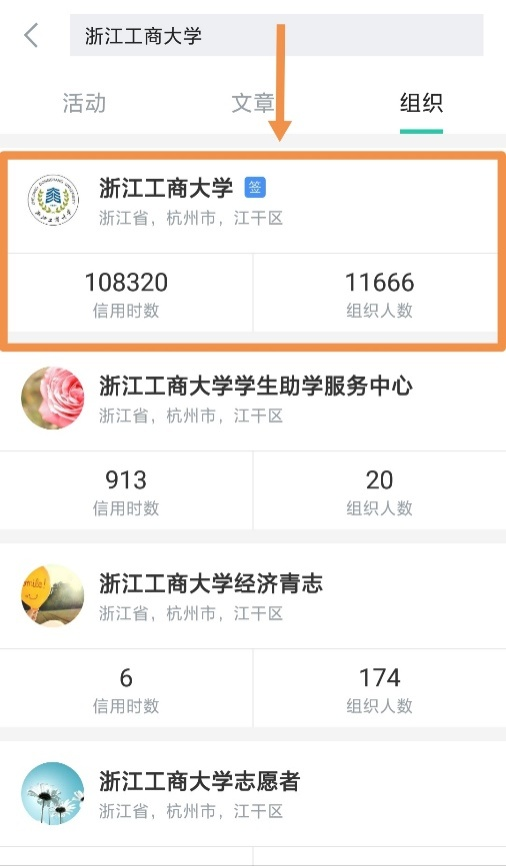 浙江工商大学
活动 文章 组织
浙江工商大学 签
浙江省，杭州市，江干区
108320 11666
信用时数 组织人数
浙江工商大学学生助学服务中心
浙江省，杭州市，江干区
913 20
信用时数 组织人数
浙江工商大学经济青志
浙江省，杭州市，江干区
6 174
信用时数 组织人数
浙江工商大学志愿者
浙江省，杭州市，江干区